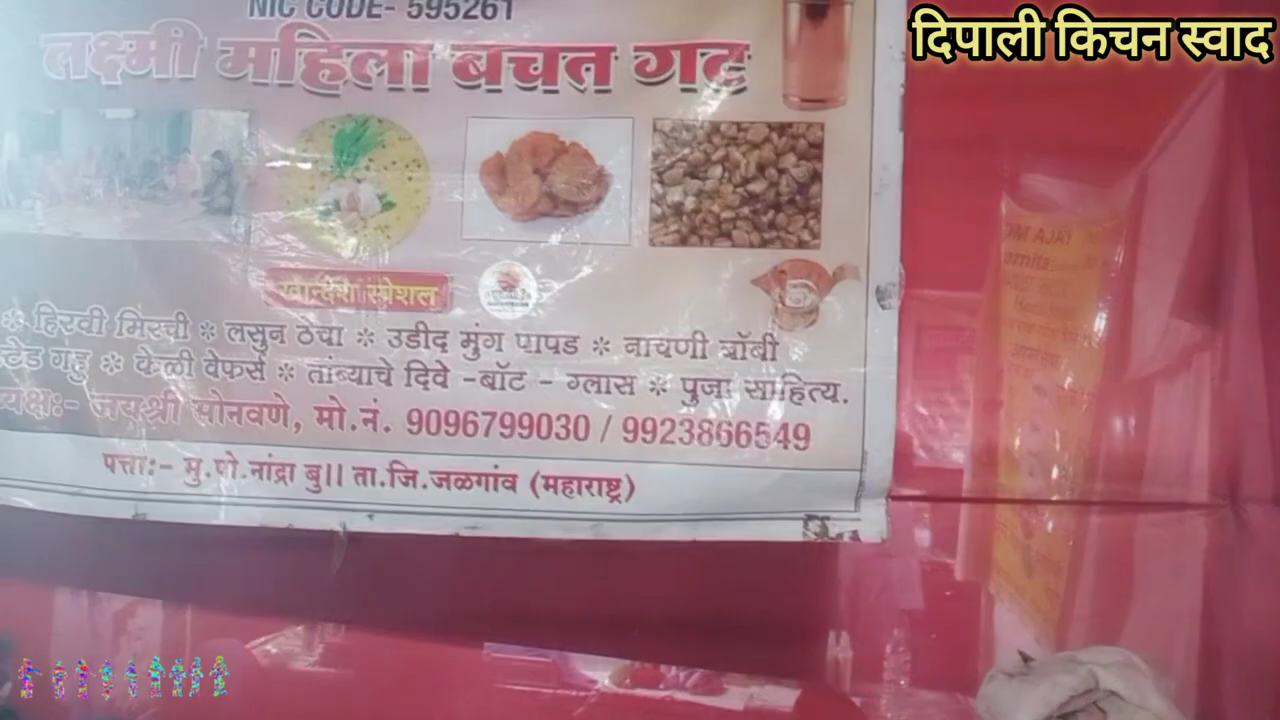 दिपाली किचन स्वाद
NIC CODE- 595261
लक्ष्मी महिला बचत गट
खान्देश स्पेशल
❊ हिरवी मिरची ❊ लसुन ठेचा ❊ उडीद मुंग पापड ❊ नाचणी बॉबी
❊ केळी वेफर्स ❊ तांब्याचे दिवे -बॉट - ग्लास ❊ पुजा साहित्य.
जयश्री सोनवणे, मो.नं. 9096799030 / 9923866549
पत्ता:- मु.पो.नांद्रा बु|| ता.जि.जळगांव (महाराष्ट्र)